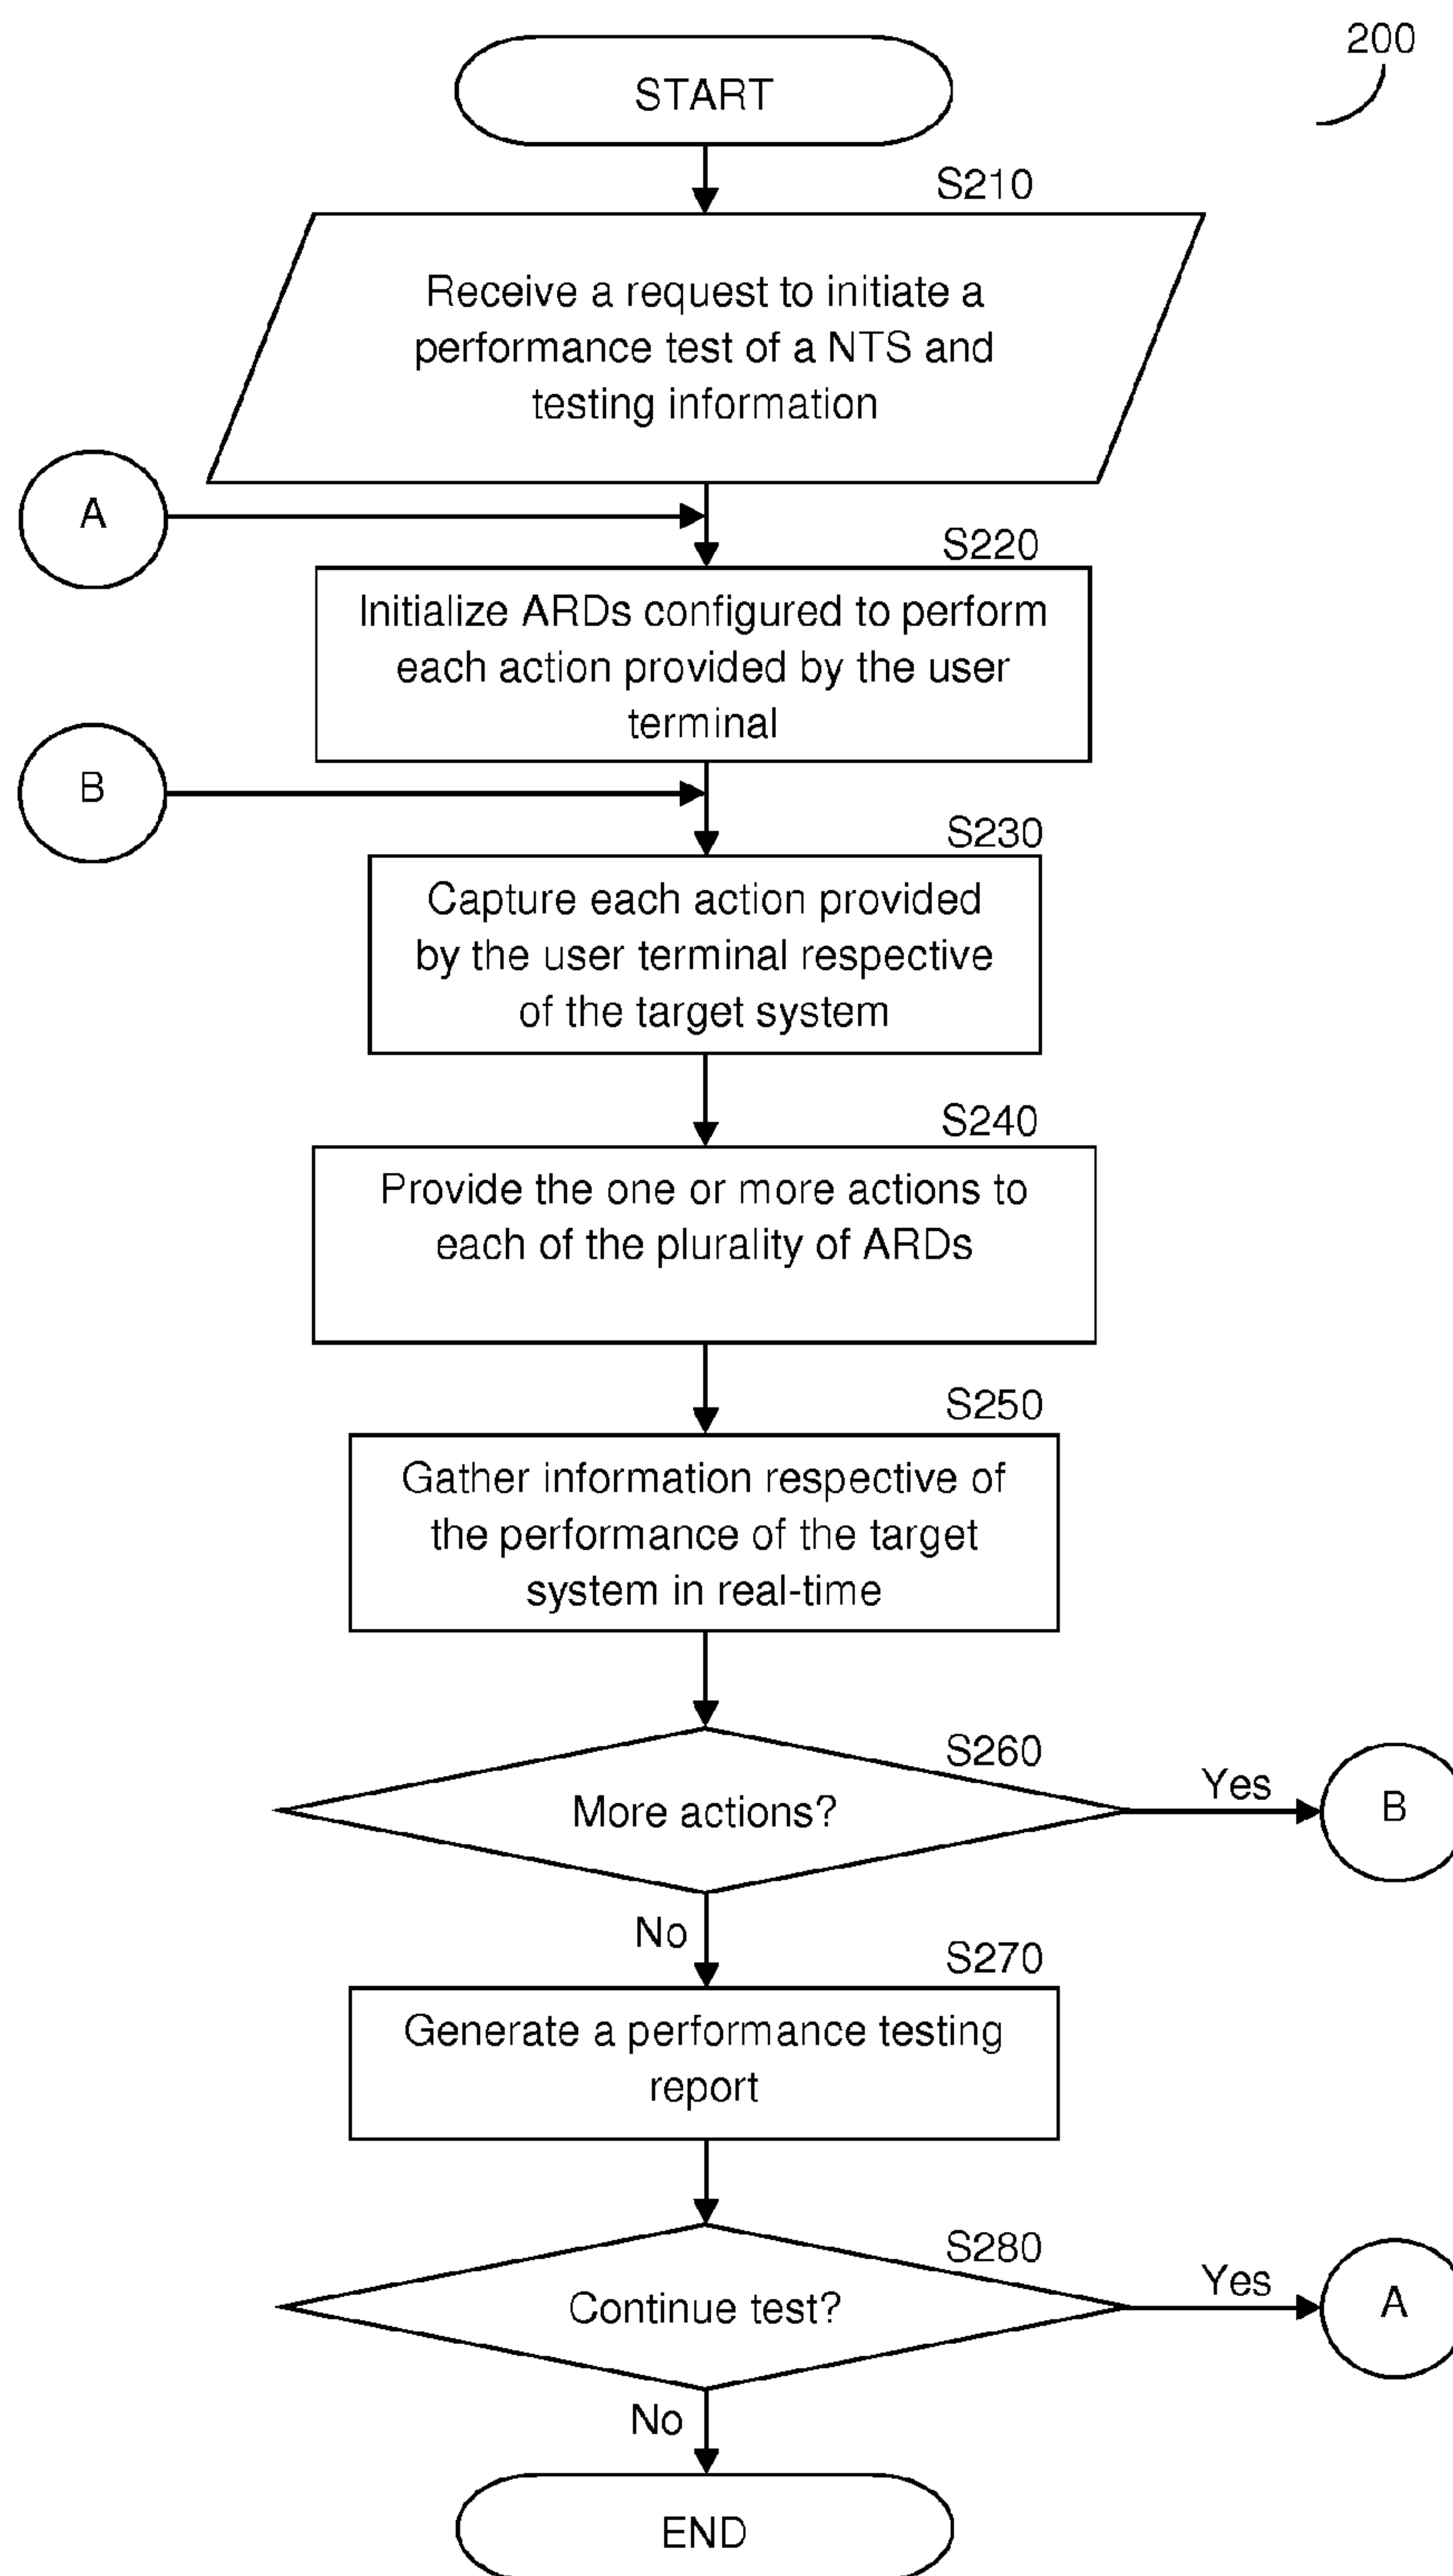 200
START
S210
Receive a request to initiate a
performance test of a NTS and
testing information
A
S220
Initialize ARDs configured to perform
each action provided by the user
terminal
B
S230
Capture each action provided
by the user terminal respective
of the target system
S240
Provide the one or more actions to
each of the plurality of ARDs
S250
Gather information respective of
the performance of the target
system in real-time
S260
More actions?
Yes
B
No
S270
Generate a performance testing
report
S280
Continue test?
Yes
A
No
END